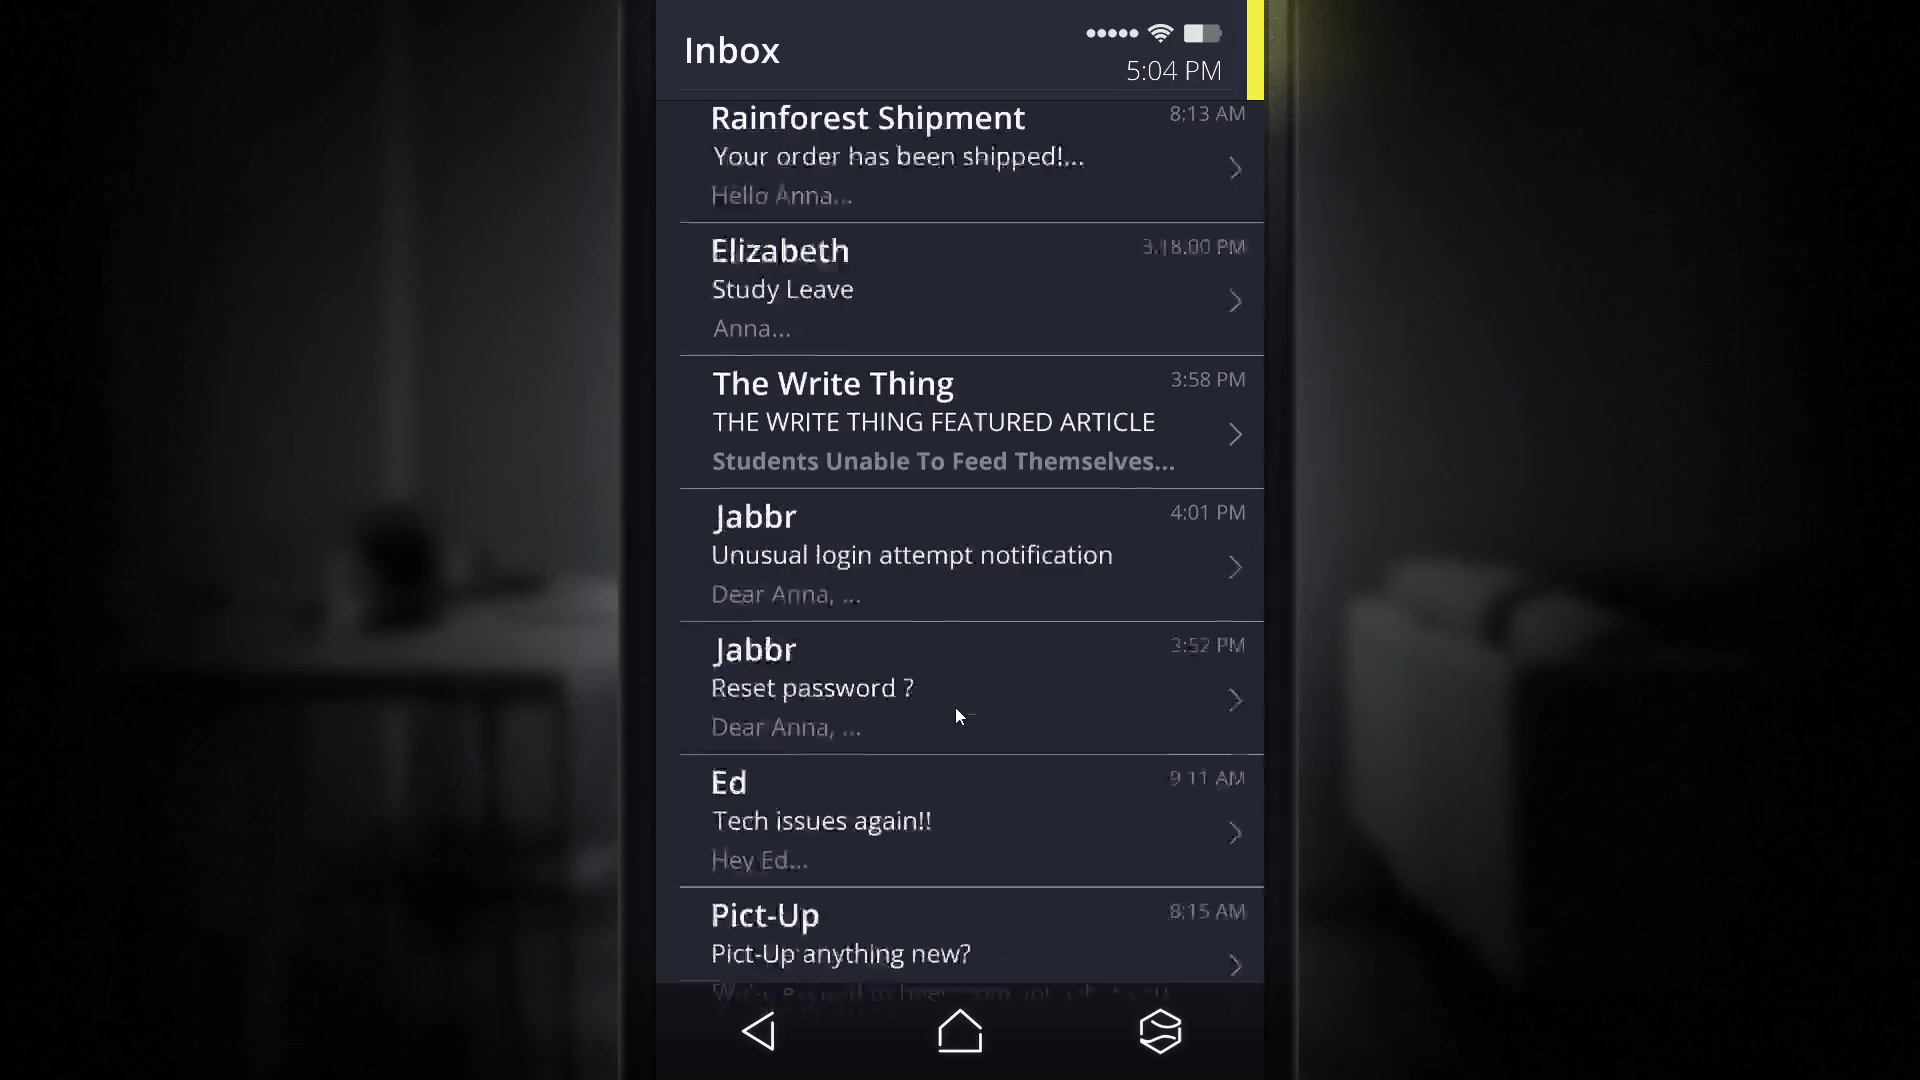 Inbox
5:04 PM
Rainforest Shipment
8:13 AM
Your order has been shipped!...
Hello Anna...
Elizabeth
PM
Study Leave
Anna...
The Write Thing
3:58 PM
THE WRITE THING FEATURED ARTICLE
Students Unable To Feed Themselves...
Jabbr
4:01 PM
Unusual login attempt notification
Dear Anna, ...
Jabbr
3:52 PM
Reset password ?
Dear Anna, ...
Ed
9 11 AM
Tech issues again!!
Hey Ed...
Pict-Up
8:15 AM
Pict-Up anything new?